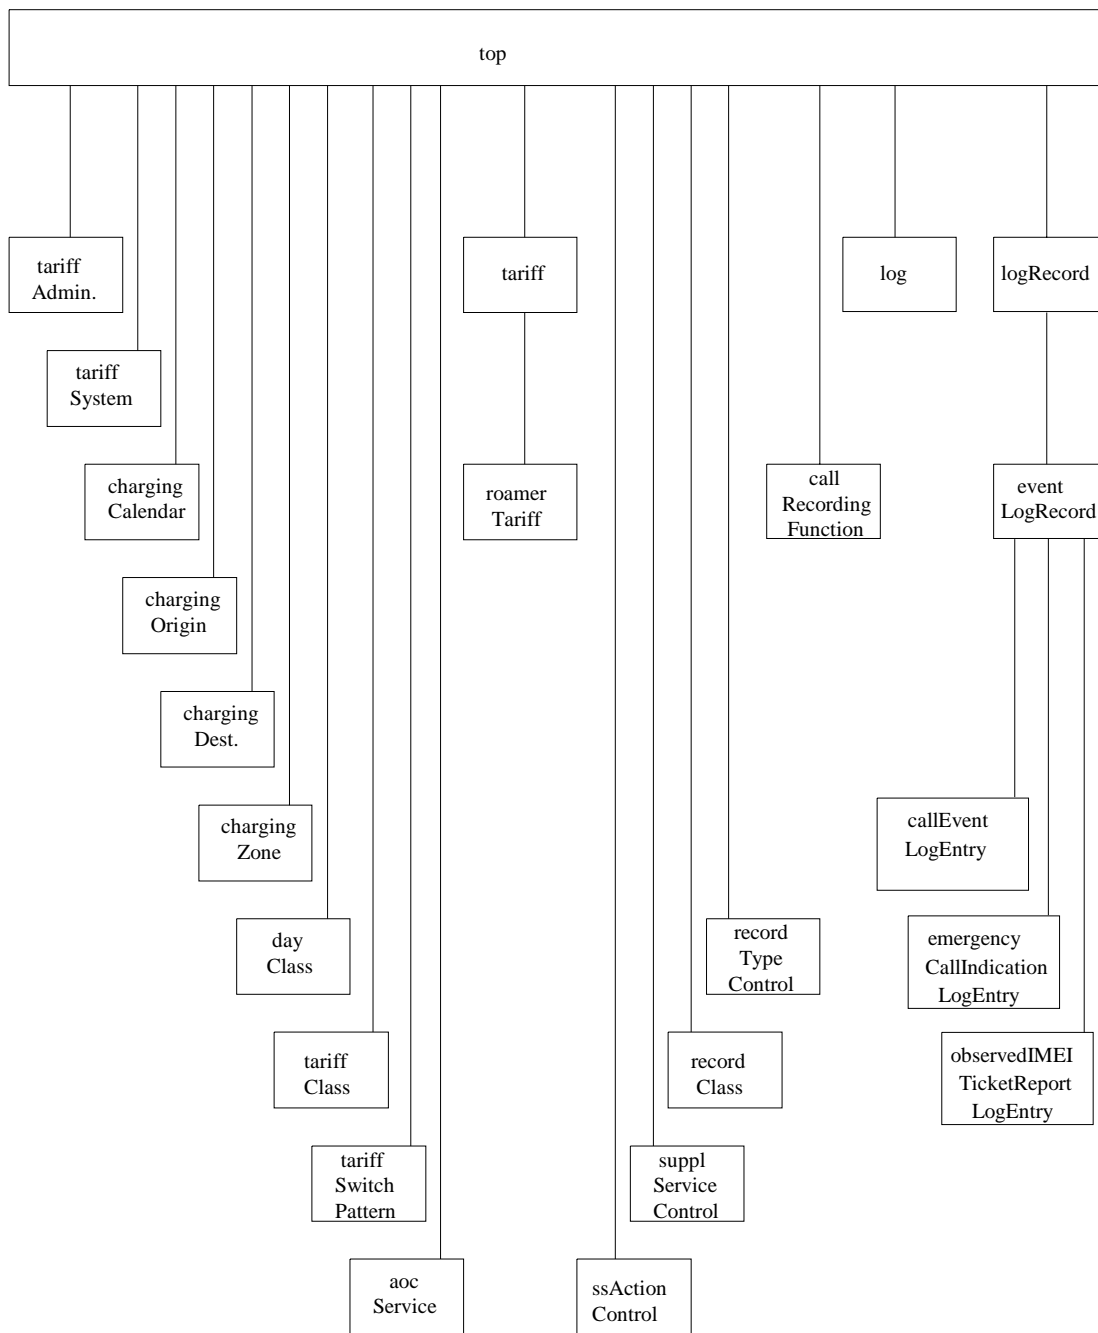 top
tariff
Admin.
tariff
log
logRecord
tariff
System
charging
Calendar
roamer
Tariff
call
Recording
Function
event
LogRecord
charging
Origin
charging
Dest.
charging
Zone
callEvent
LogEntry
day
Class
record
Type
Control
emergency
CallIndication
LogEntry
tariff
Class
record
Class
observedIMEI
TicketReport
LogEntry
tariff
Switch
Pattern
suppl
Service
Control
aoc
Service
ssAction
Control